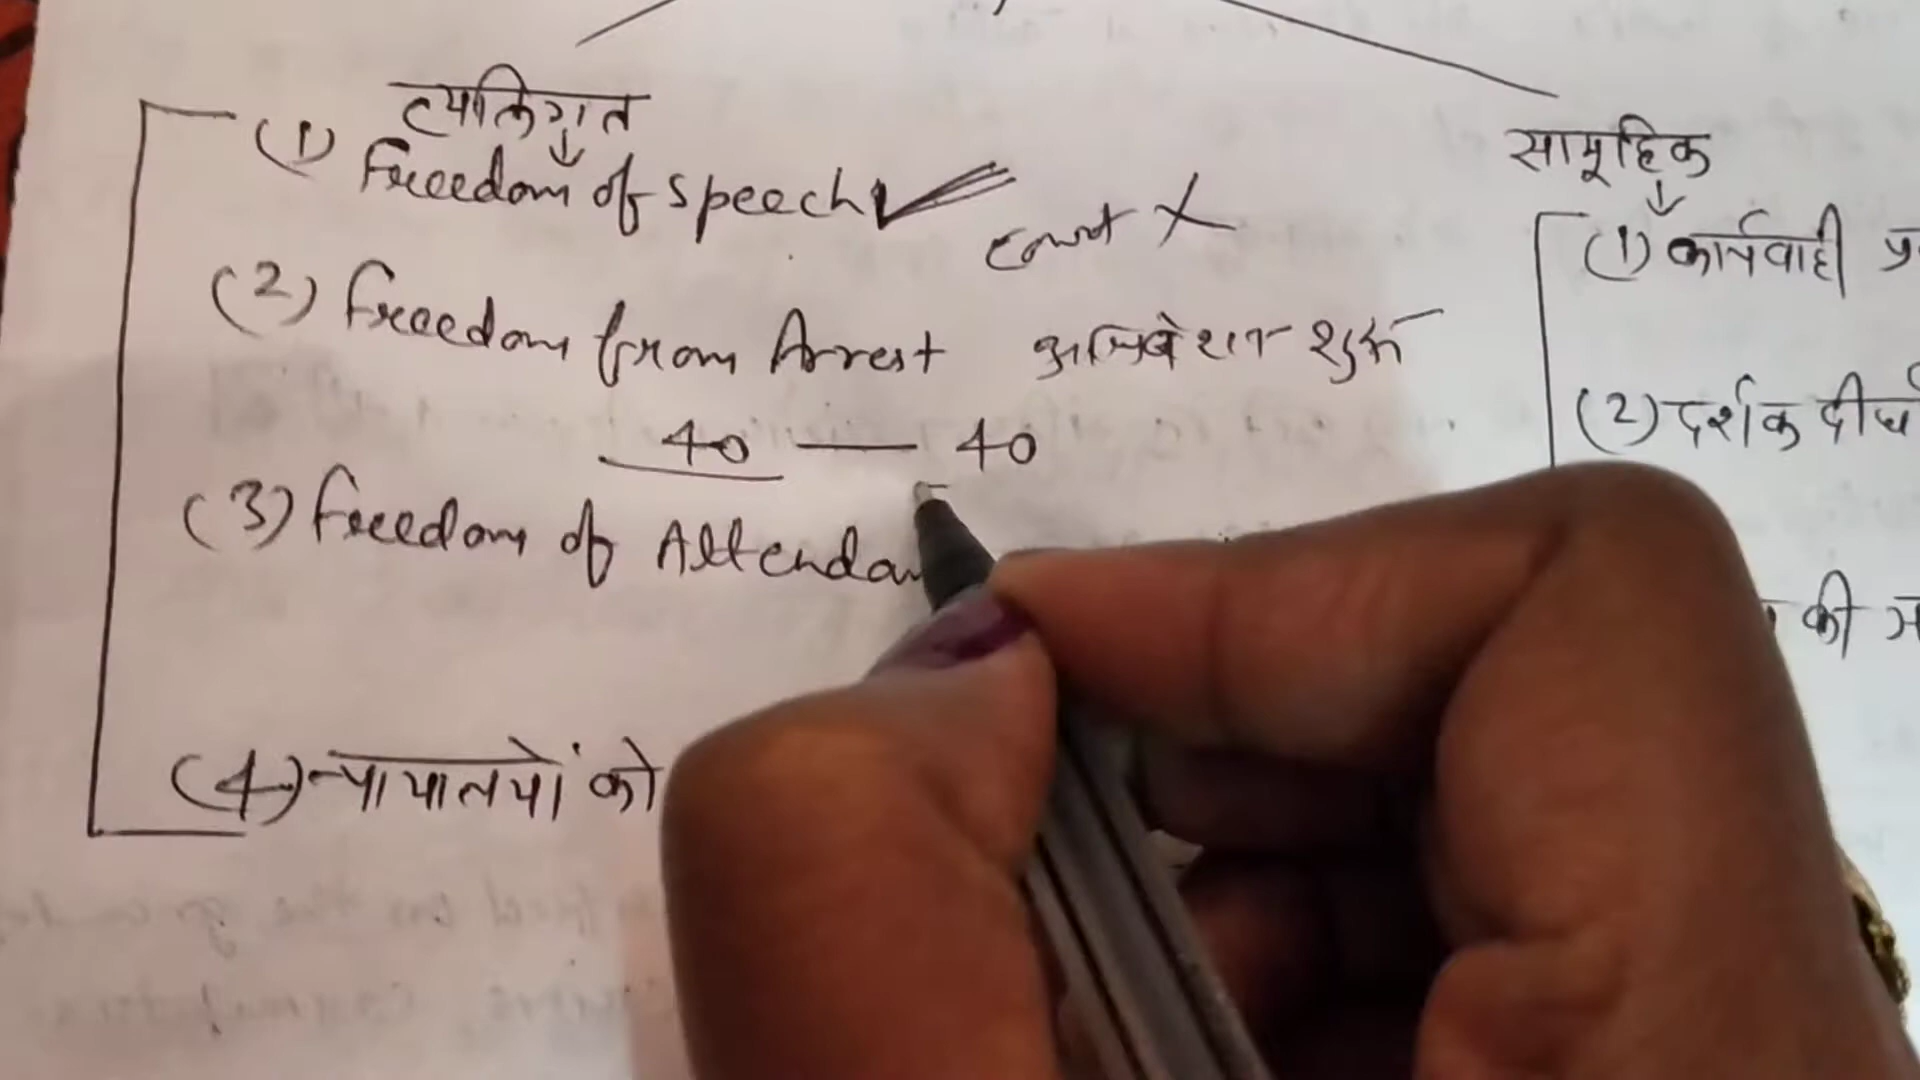 व्यक्तिगत
(1) Freedom of speech
court
(2) Freedom from Arrest अधिवेशन शुरू
40 — 40
(3) Freedom of
(4) न्यायालयों को
सामूहिक
(1) कार्यवाही
(2) दर्शक
की